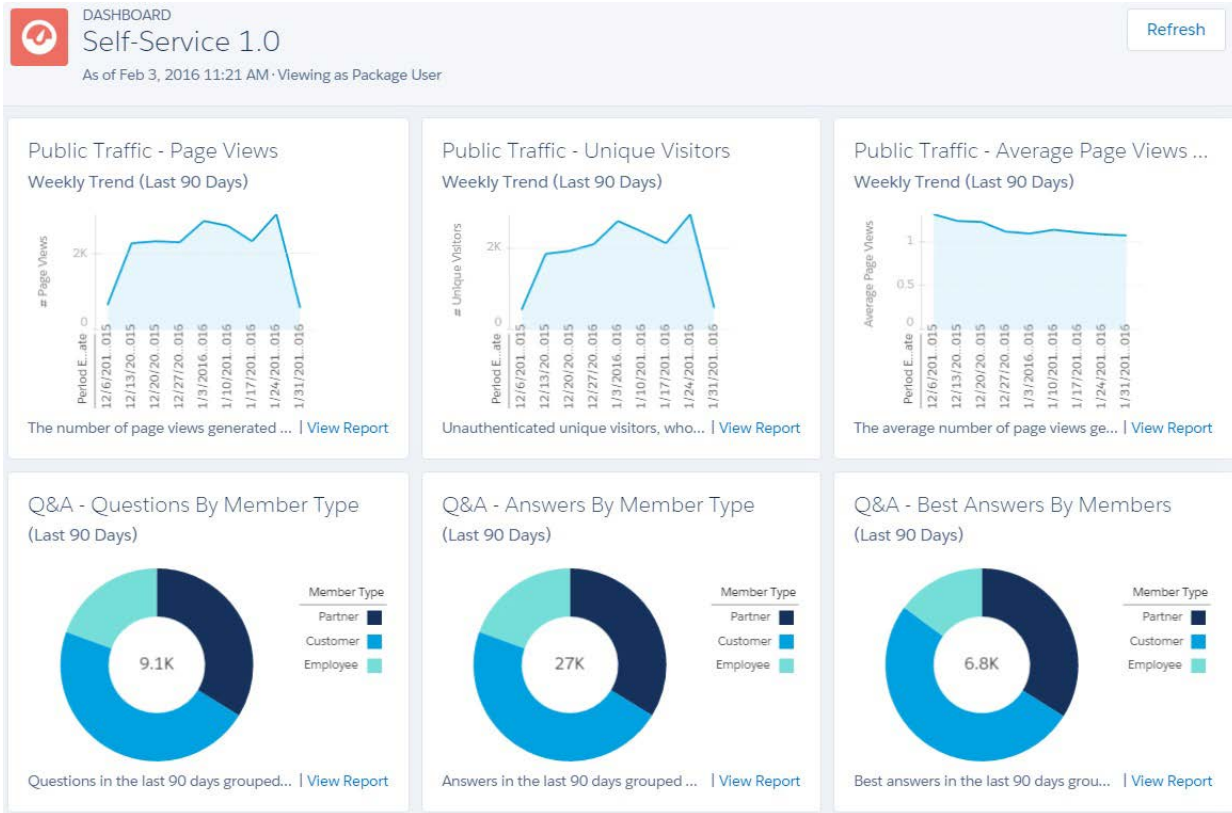 DASHBOARD
Self-Service 1.0
As of Feb 3, 2016 11:21 AM·Viewing as Package User
Refresh
Public Traffic - Page Views
Weekly Trend (Last 90 Days)
# Page Views
2K
0
Period E...ate
12/6/201...015
12/13/20...015
12/20/20...015
12/27/20...016
1/3/2016...016
1/10/201...016
1/17/201...016
1/24/201...016
1/31/201...016
The number of page views generated ... | View Report
Public Traffic - Unique Visitors
Weekly Trend (Last 90 Days)
# Unique Visitors
2K
0
Period E...ate
12/6/201...015
12/13/20...015
12/20/20...015
12/27/20...016
1/3/2016...016
1/10/201...016
1/17/201...016
1/24/201...016
1/31/201...016
Unauthenticated unique visitors, who... | View Report
Public Traffic - Average Page Views ...
Weekly Trend (Last 90 Days)
Average Page Views
1
0.5
0
Period E...ate
12/6/201...015
12/13/20...015
12/20/20...015
12/27/20...016
1/3/2016...016
1/10/201...016
1/17/201...016
1/24/201...016
1/31/201...016
The average number of page views ge... | View Report
Q&A - Questions By Member Type
(Last 90 Days)
9.1K
Member Type
Partner
Customer
Employee
Questions in the last 90 days grouped... | View Report
Q&A - Answers By Member Type
(Last 90 Days)
27K
Member Type
Partner
Customer
Employee
Answers in the last 90 days grouped ... | View Report
Q&A - Best Answers By Members
(Last 90 Days)
6.8K
Member Type
Partner
Customer
Employee
Best answers in the last 90 days grou... | View Report